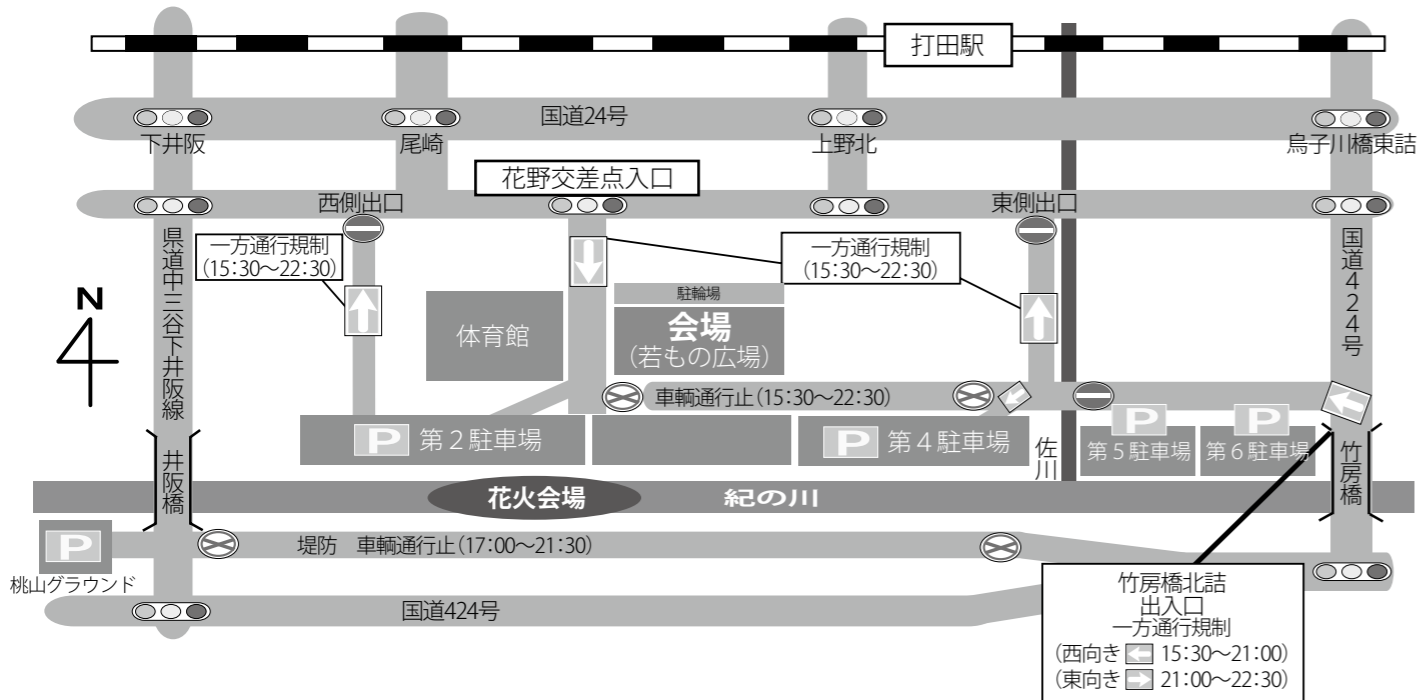 打田駅
国道24号
下井阪
尾崎
上野北
烏子川橋東詰
花野交差点入口
西側出口
東側出口
一方通行規制
(15:30～22:30)
一方通行規制
(15:30～22:30)
県道中三谷下井阪線
国道424号
N
駐輪場
体育館
会場
(若もの広場)
車輌通行止(15:30～22:30)
P 第2駐車場
P 第4駐車場
佐川
P
第5駐車場
P
第6駐車場
井阪橋
竹房橋
花火会場
紀の川
P
桃山グラウンド
堤防 車輌通行止(17:00～21:30)
国道424号
竹房橋北詰
出入口
一方通行規制
(西向き ← 15:30～21:00)
(東向き → 21:00～22:30)